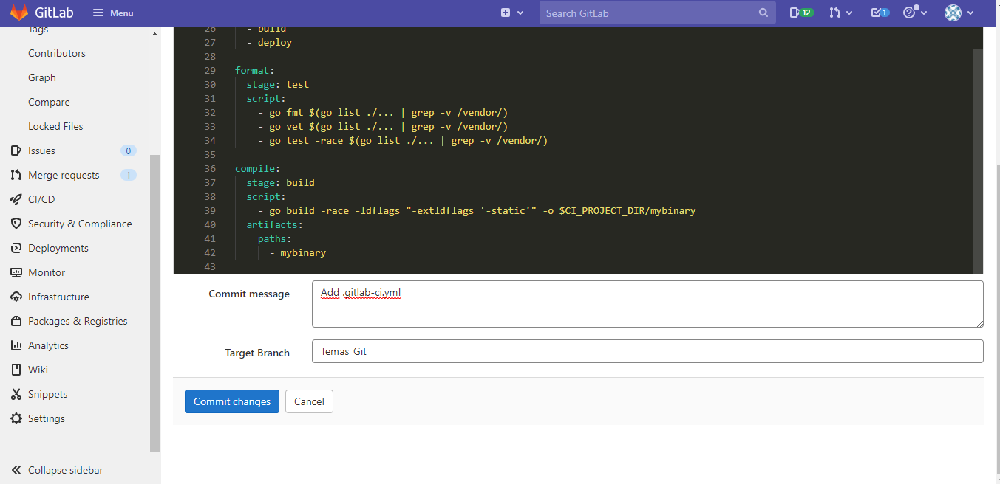 GitLab
Menu
Search GitLab
12
1
Tags
Contributors
Graph
Compare
Locked Files
Issues 0
Merge requests 1
CI/CD
Security & Compliance
Deployments
Monitor
Infrastructure
Packages & Registries
Analytics
Wiki
Snippets
Settings
Collapse sidebar
26 - build
27 - deploy
28
29 format:
30 stage: test
31 script:
32 - go fmt $(go list ./... | grep -v /vendor/)
33 - go vet $(go list ./... | grep -v /vendor/)
34 - go test -race $(go list ./... | grep -v /vendor/)
35
36 compile:
37 stage: build
38 script:
39 - go build -race -ldflags "-extldflags '-static'" -o $CI_PROJECT_DIR/mybinary
40 artifacts:
41 paths:
42 - mybinary
43
Commit message
Add .gitlab-ci.yml
Target Branch
Temas_Git
Commit changes
Cancel